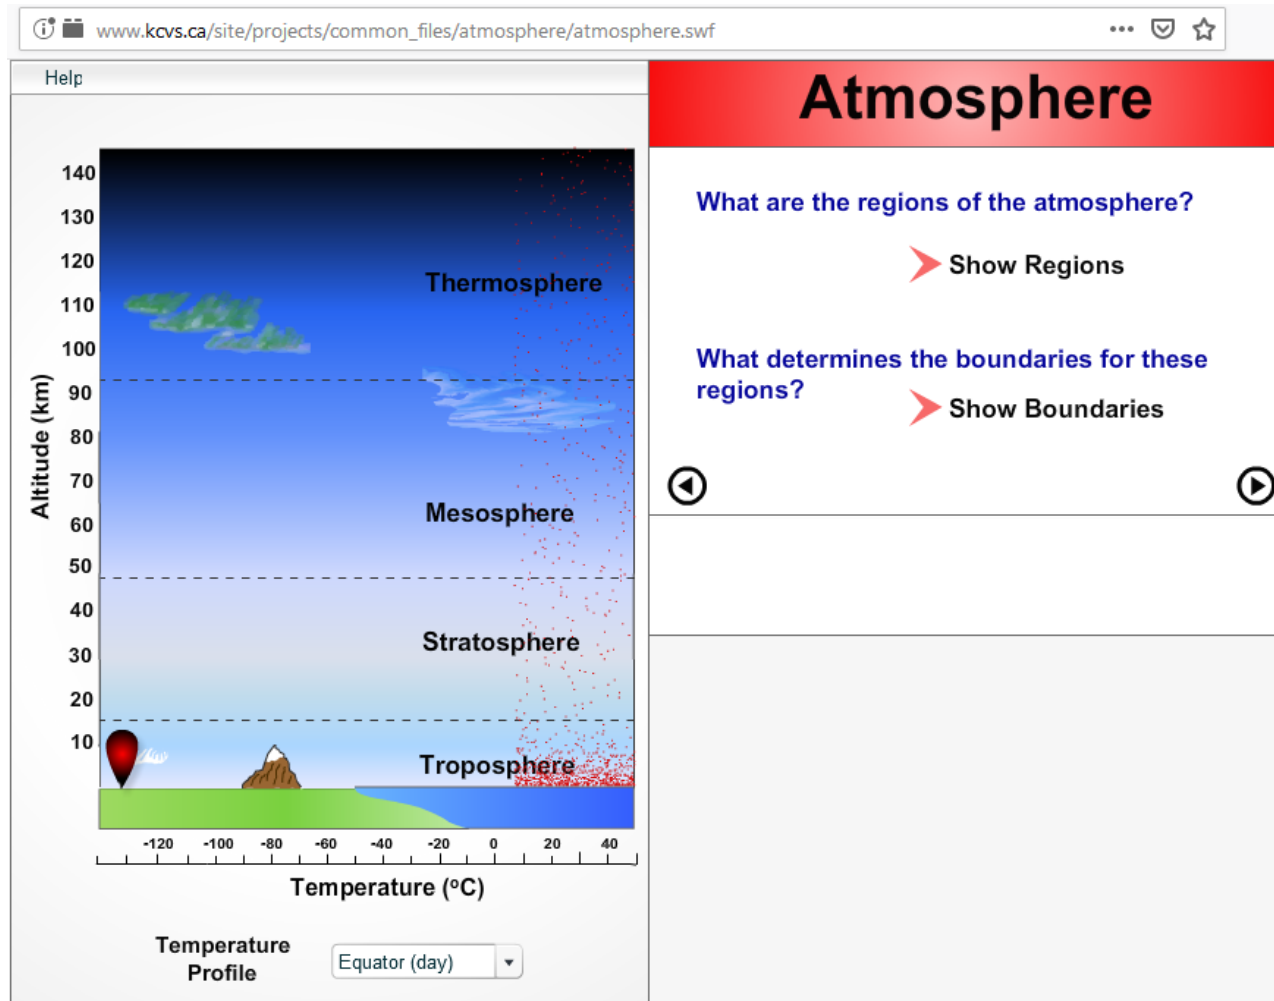 www.kcvs.ca/site/projects/common_files/atmosphere/atmosphere.swf
Help
Atmosphere
What are the regions of the atmosphere?
Show Regions
What determines the boundaries for these
regions?
Show Boundaries
Altitude (km)
140
130
120
110
100
90
80
70
60
50
40
30
20
10
Thermosphere
Mesosphere
Stratosphere
Troposphere
-120 -100 -80 -60 -40 -20 0 20 40
Temperature (°C)
Temperature
Profile
Equator (day)